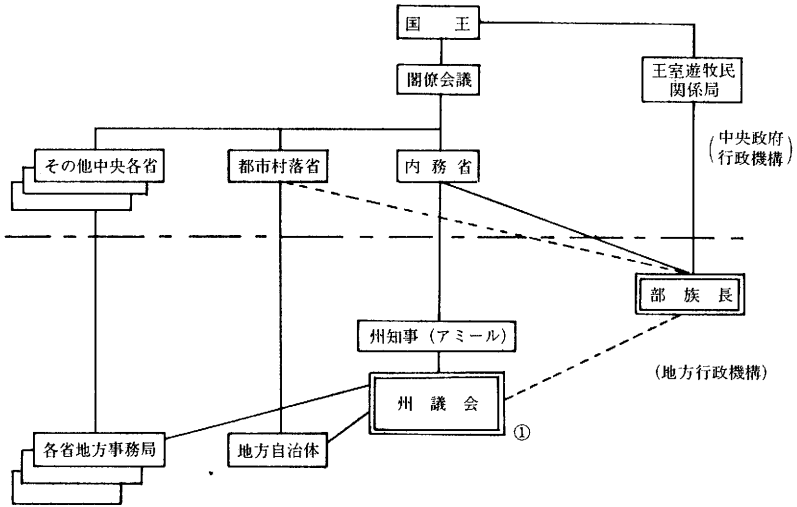 国王
閣僚会議
王室遊牧民
関係局
(中央政府
行政機構)
その他中央各省
都市村落省
内務省
部族長
州知事（アミール）
(地方行政機構)
州議会
各省地方事務局
地方自治体
①